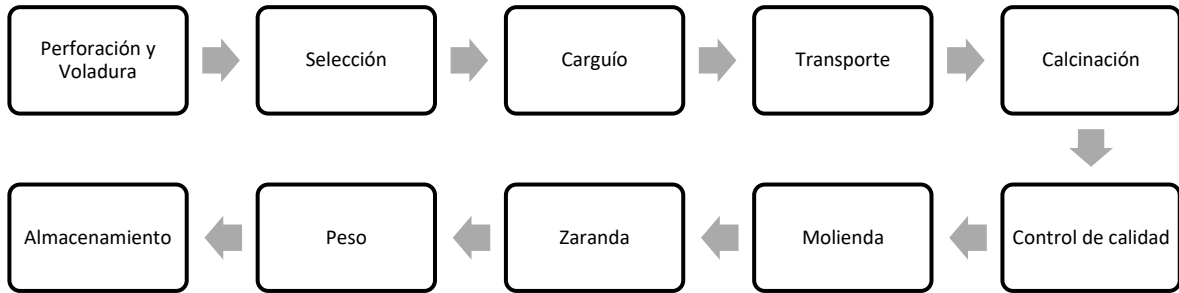 Perforación y
Voladura
Selección
Carguío
Transporte
Calcinación
Control de calidad
Molienda
Zaranda
Peso
Almacenamiento